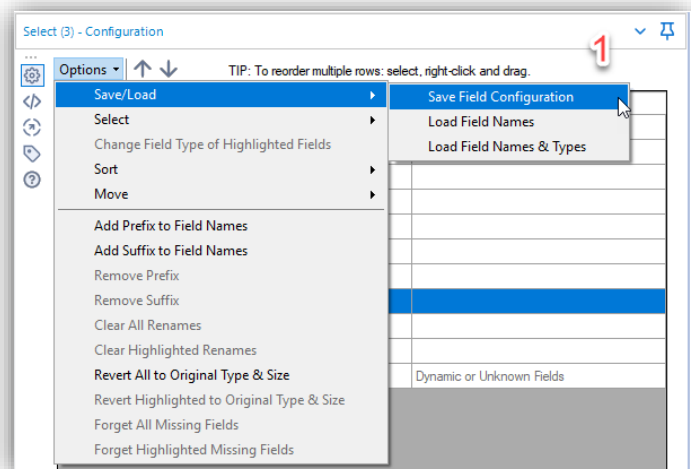 Select (3) - Configuration
1
Options
TIP: To reorder multiple rows: select, right-click and drag.
Save/Load
Save Field Configuration
Select
Load Field Names
Change Field Type of Highlighted Fields
Load Field Names & Types
Sort
Move
Add Prefix to Field Names
Add Suffix to Field Names
Remove Prefix
Remove Suffix
Clear All Renames
Clear Highlighted Renames
Revert All to Original Type & Size
Dynamic or Unknown Fields
Revert Highlighted to Original Type & Size
Forget All Missing Fields
Forget Highlighted Missing Fields